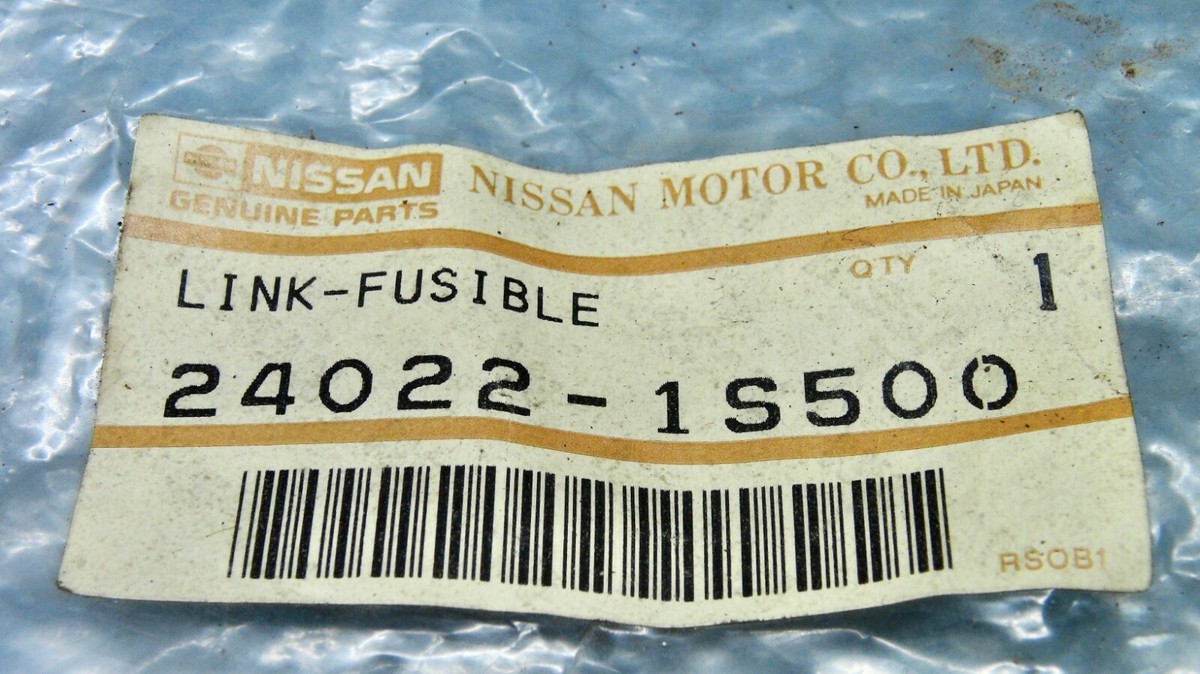 NISSAN
GENUINE PARTS
NISSAN MOTOR CO., LTD.
MADE IN JAPAN
QTY 1
LINK-FUSIBLE
24022-1S500
RSOB1